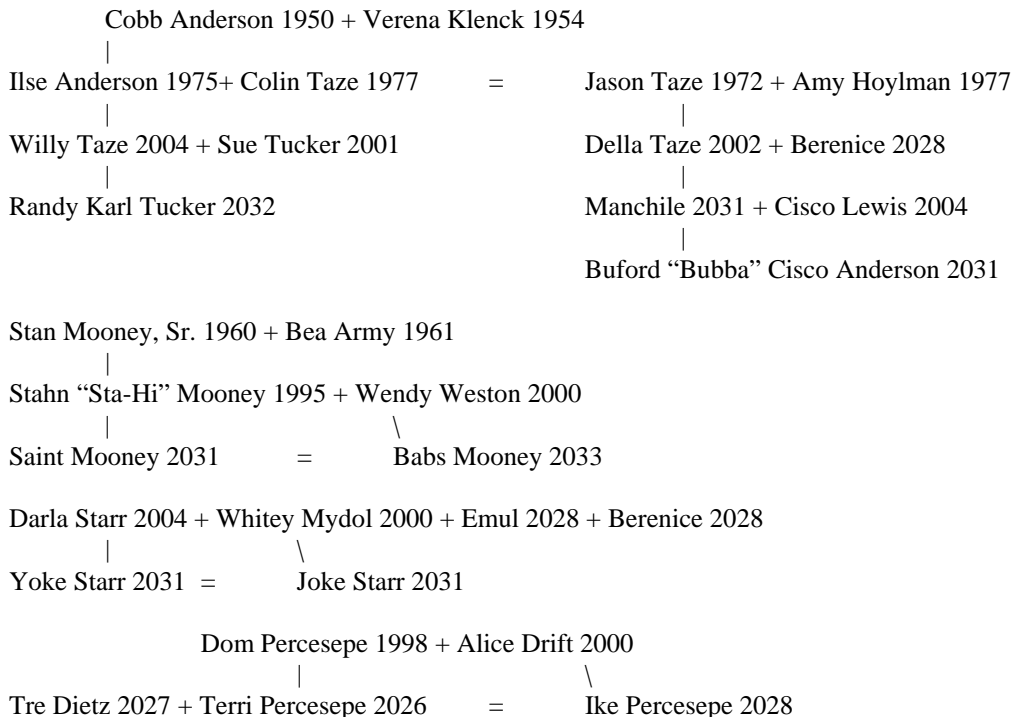 Cobb Anderson 1950 + Verena Klenck 1954
|
Ilse Anderson 1975+ Colin Taze 1977 = Jason Taze 1972 + Amy Hoylman 1977
| |
Willy Taze 2004 + Sue Tucker 2001 Della Taze 2002 + Berenice 2028
| |
Randy Karl Tucker 2032 Manchile 2031 + Cisco Lewis 2004
|
Buford “Bubba” Cisco Anderson 2031
Stan Mooney, Sr. 1960 + Bea Army 1961
|
Stahn “Sta-Hi” Mooney 1995 + Wendy Weston 2000
| \
Saint Mooney 2031 = Babs Mooney 2033
Darla Starr 2004 + Whitey Mydol 2000 + Emul 2028 + Berenice 2028
| \
Yoke Starr 2031 = Joke Starr 2031
Dom Percesepe 1998 + Alice Drift 2000
| \
Tre Dietz 2027 + Terri Percesepe 2026 = Ike Percesepe 2028